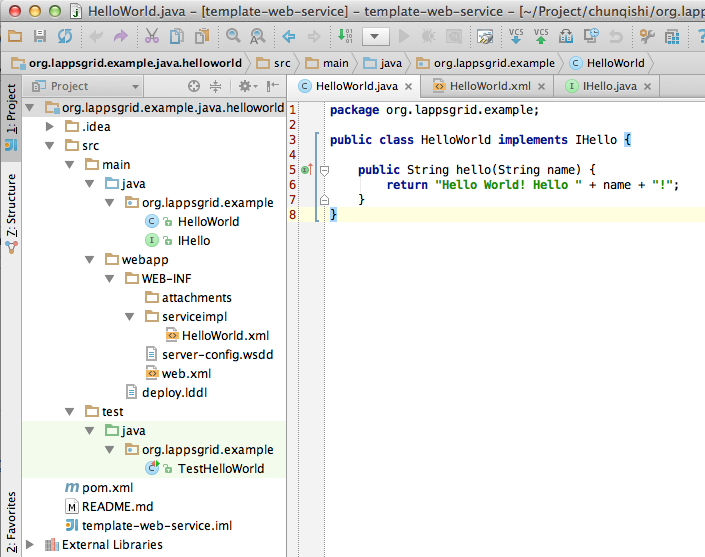 HelloWorld.java – [template-web-service] – template-web-service – [~/Project/chunqishi/org.lapp
org.lappsgrid.example.java.helloworld src main java org.lappsgrid.example HelloWorld
1: Project
Z: Structure
2: Favorites
Project
org.lappsgrid.example.java.helloworld
.idea
src
main
java
org.lappsgrid.example
HelloWorld
IHello
webapp
WEB-INF
attachments
serviceimpl
HelloWorld.xml
server-config.wsdd
web.xml
deploy.lddl
test
java
org.lappsgrid.example
TestHelloWorld
pom.xml
README.md
template-web-service.iml
External Libraries
HelloWorld.java HelloWorld.xml IHello.java
1 package org.lappsgrid.example;
2
3 public class HelloWorld implements IHello {
4
5 public String hello(String name) {
6 return "Hello World! Hello " + name + "!";
7 }
8 }
VCS VCS